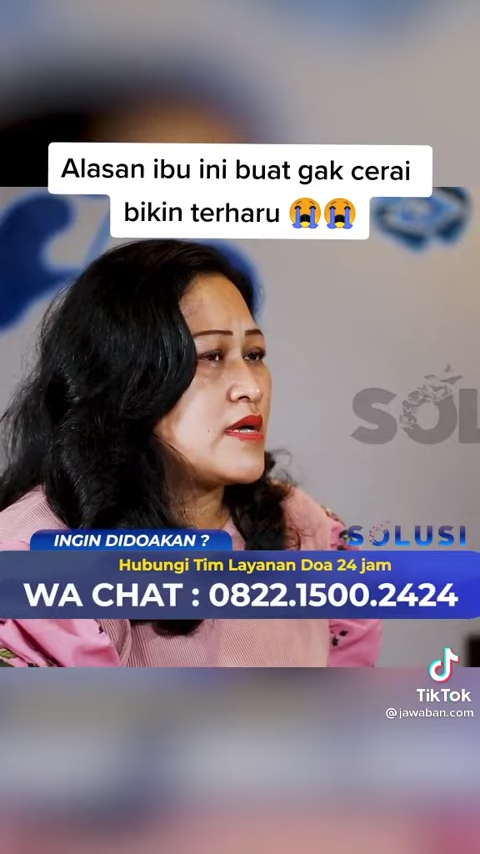 Alasan ibu ini buat gak cerai
bikin terharu 😭😭
SOL
INGIN DIDOAKAN ?
SOLUSI
Hubungi Tim Layanan Doa 24 jam
WA CHAT : 0822.1500.2424
TikTok
@jawaban.com